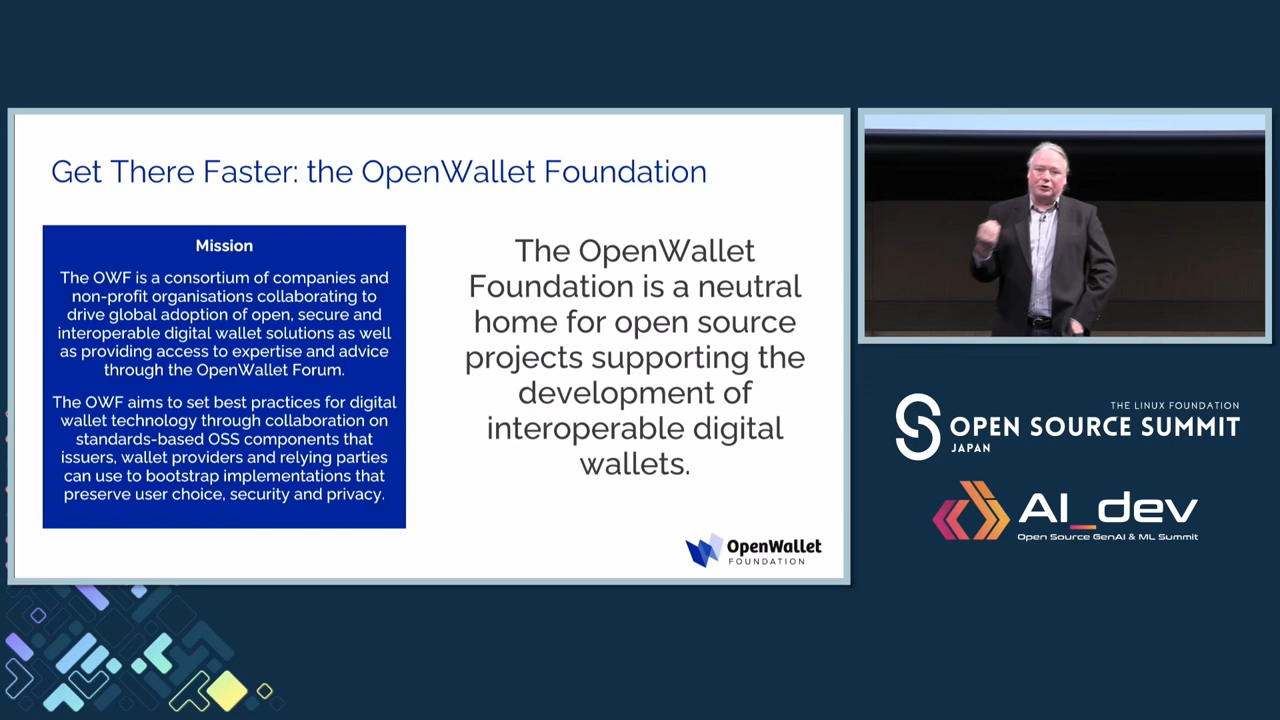 Get There Faster: the OpenWallet Foundation
Mission
The OWF is a consortium of companies and
non-profit organisations collaborating to
drive global adoption of open, secure and
interoperable digital wallet solutions as well
as providing access to expertise and advice
through the OpenWallet Forum.
The OWF aims to set best practices for digital
wallet technology through collaboration on
standards-based OSS components that
issuers, wallet providers and relying parties
can use to bootstrap implementations that
preserve user choice, security and privacy.
The OpenWallet
Foundation is a neutral
home for open source
projects supporting the
development of
interoperable digital
wallets.
OpenWallet
FOUNDATION
THE LINUX FOUNDATION
OPEN SOURCE SUMMIT
JAPAN
AI_dev
Open Source GenAI & ML Summit